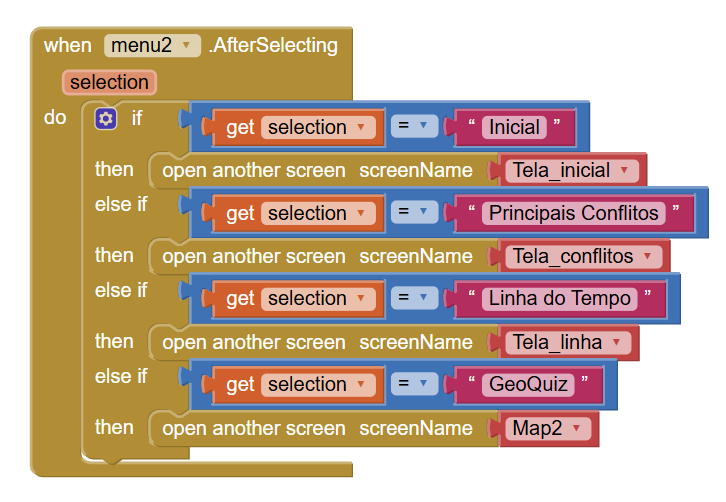 when menu2 .AfterSelecting
selection
do if get selection = “ Inicial ”
then open another screen screenName Tela_inicial
else if get selection = “ Principais Conflitos ”
then open another screen screenName Tela_conflitos
else if get selection = “ Linha do Tempo ”
then open another screen screenName Tela_linha
else if get selection = “ GeoQuiz ”
then open another screen screenName Map2